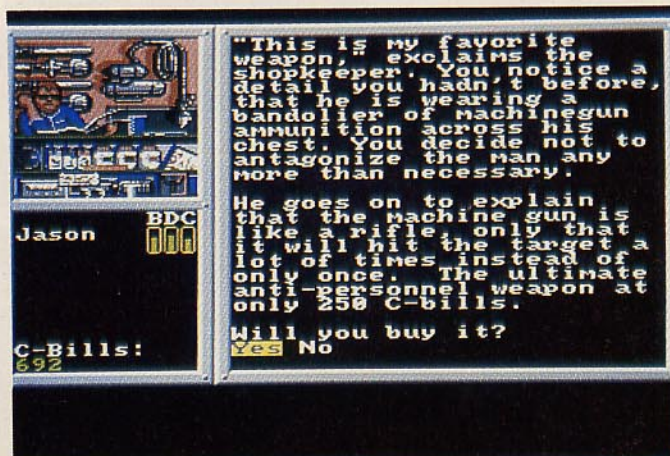 "This is my favorite
weapon," exclaims the
shopkeeper. You notice a
detail you hadn't before,
that he is wearing a
bandolier of machinegun
ammunition across his
chest. You decide not to
antagonize the man any
more than necessary.
He goes on to explain
that the machine gun is
like a rifle, only that
it will hit the target a
lot of times instead of
only once. The ultimate
anti-personnel weapon at
only 250 C-bills.
Will you buy it?
Yes No
BDC
Jason
C-Bills:
692